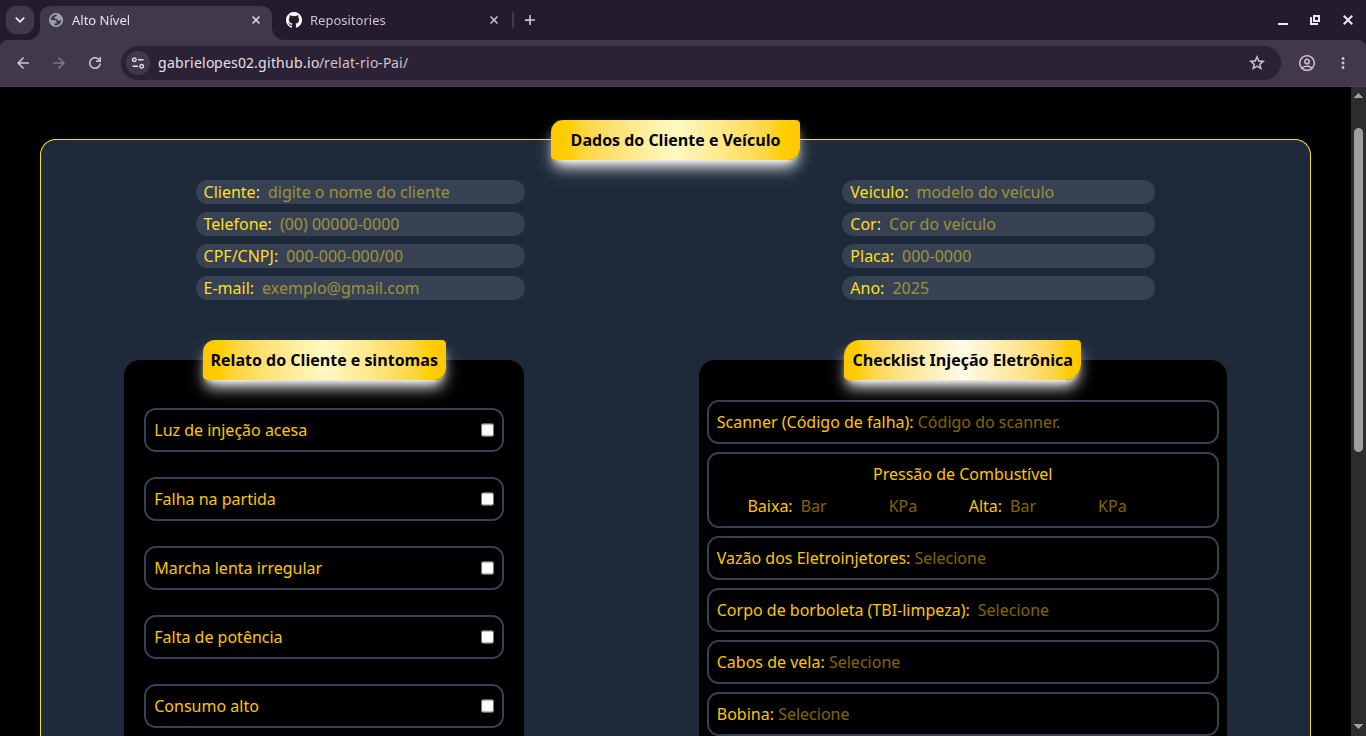 Alto Nível
Repositories
gabrielopes02.github.io/relat-rio-Pai/
Dados do Cliente e Veículo
Cliente: digite o nome do cliente
Telefone: (00) 00000-0000
CPF/CNPJ: 000-000-000/00
E-mail: exemplo@gmail.com
Veiculo: modelo do veículo
Cor: Cor do veículo
Placa: 000-0000
Ano: 2025
Relato do Cliente e sintomas
Luz de injeção acesa
Falha na partida
Marcha lenta irregular
Falta de potência
Consumo alto
Checklist Injeção Eletrônica
Scanner (Código de falha): Código do scanner.
Pressão de Combustível
Baixa: Bar KPa Alta: Bar KPa
Vazão dos Eletroinjetores: Selecione
Corpo de borboleta (TBI-limpeza): Selecione
Cabos de vela: Selecione
Bobina: Selecione